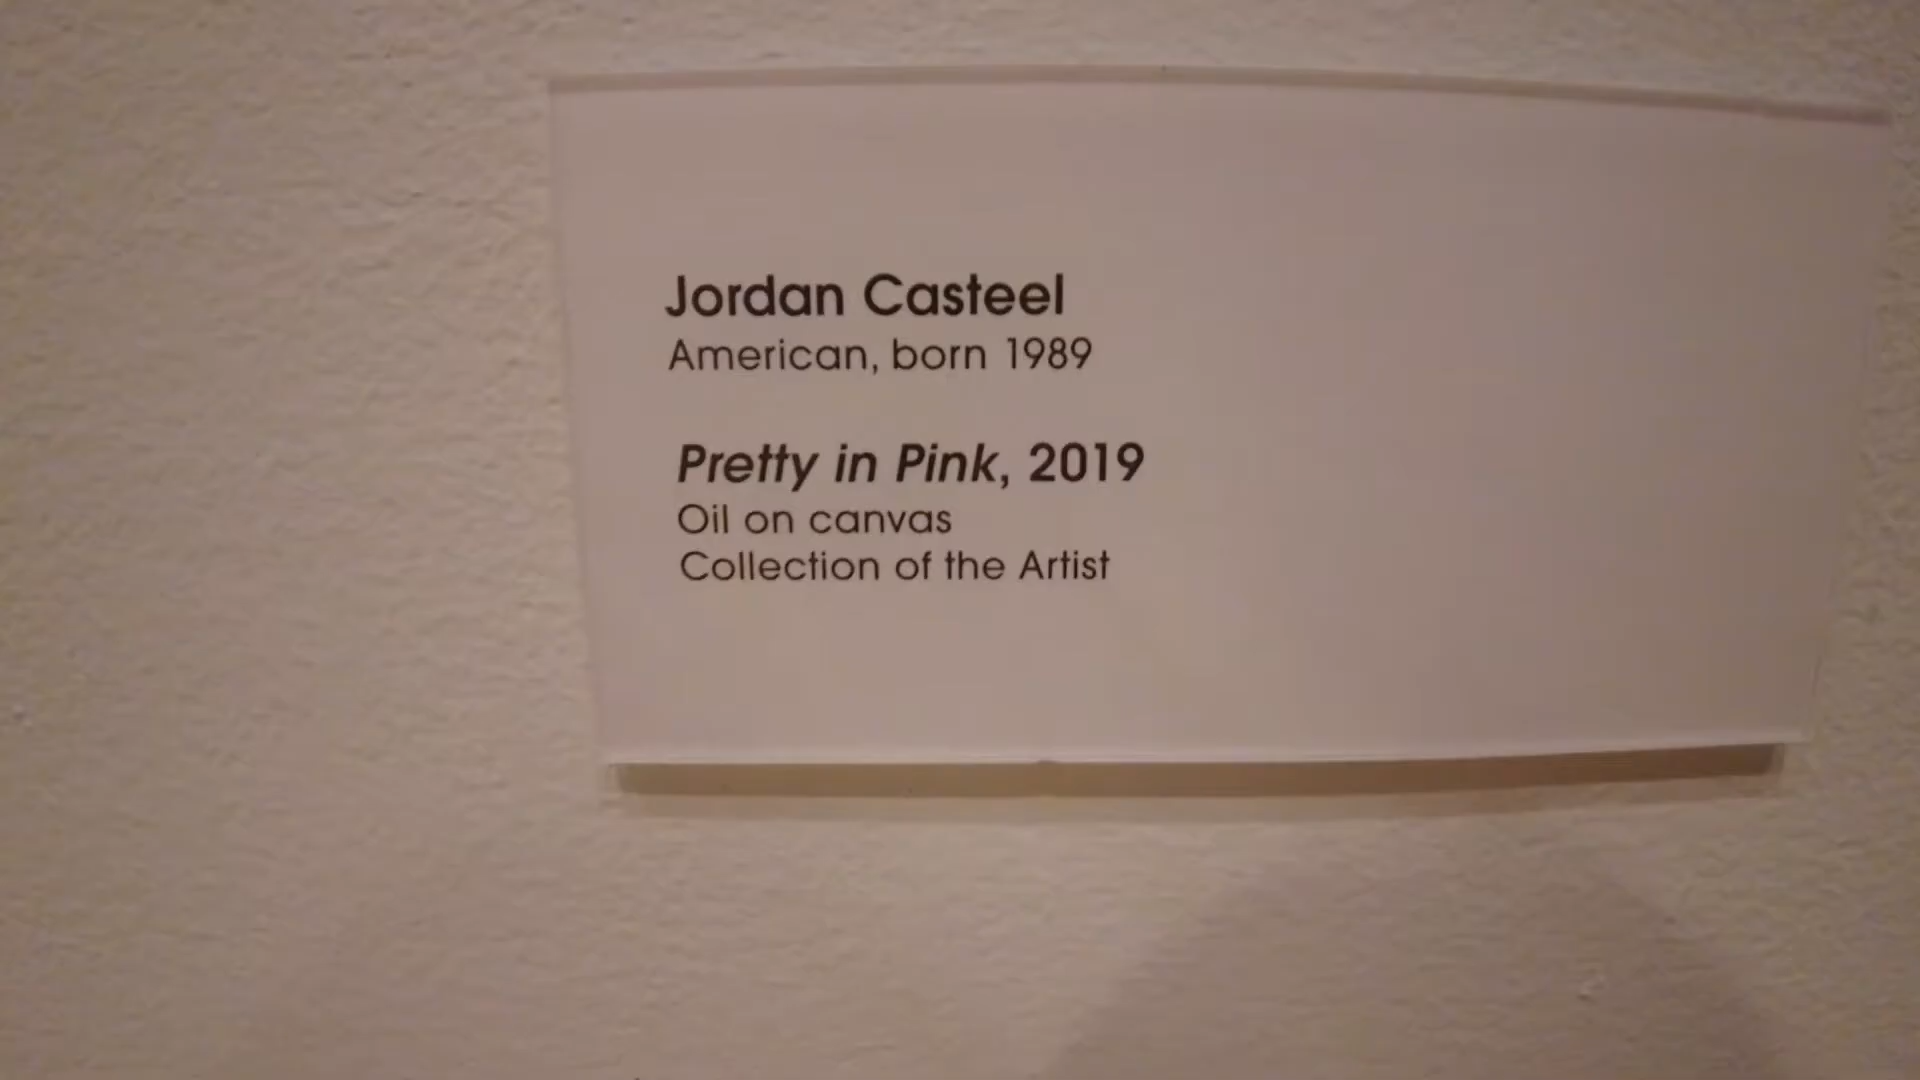 Jordan Casteel
American, born 1989
Pretty in Pink, 2019
Oil on canvas
Collection of the Artist